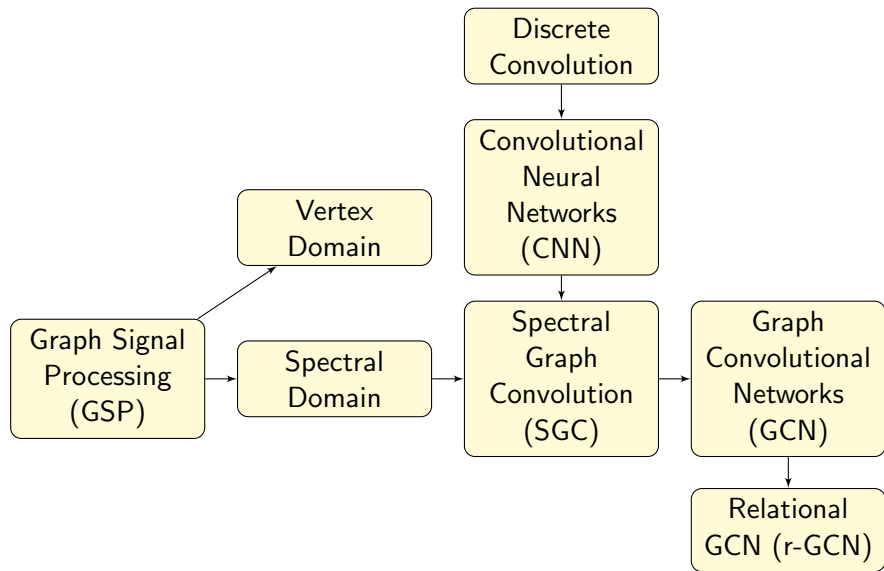 Discrete
Convolution
Convolutional
Neural
Networks
(CNN)
Vertex
Domain
Graph Signal
Processing
(GSP)
Spectral
Domain
Spectral
Graph
Convolution
(SGC)
Graph
Convolutional
Networks
(GCN)
Relational
GCN (r-GCN)